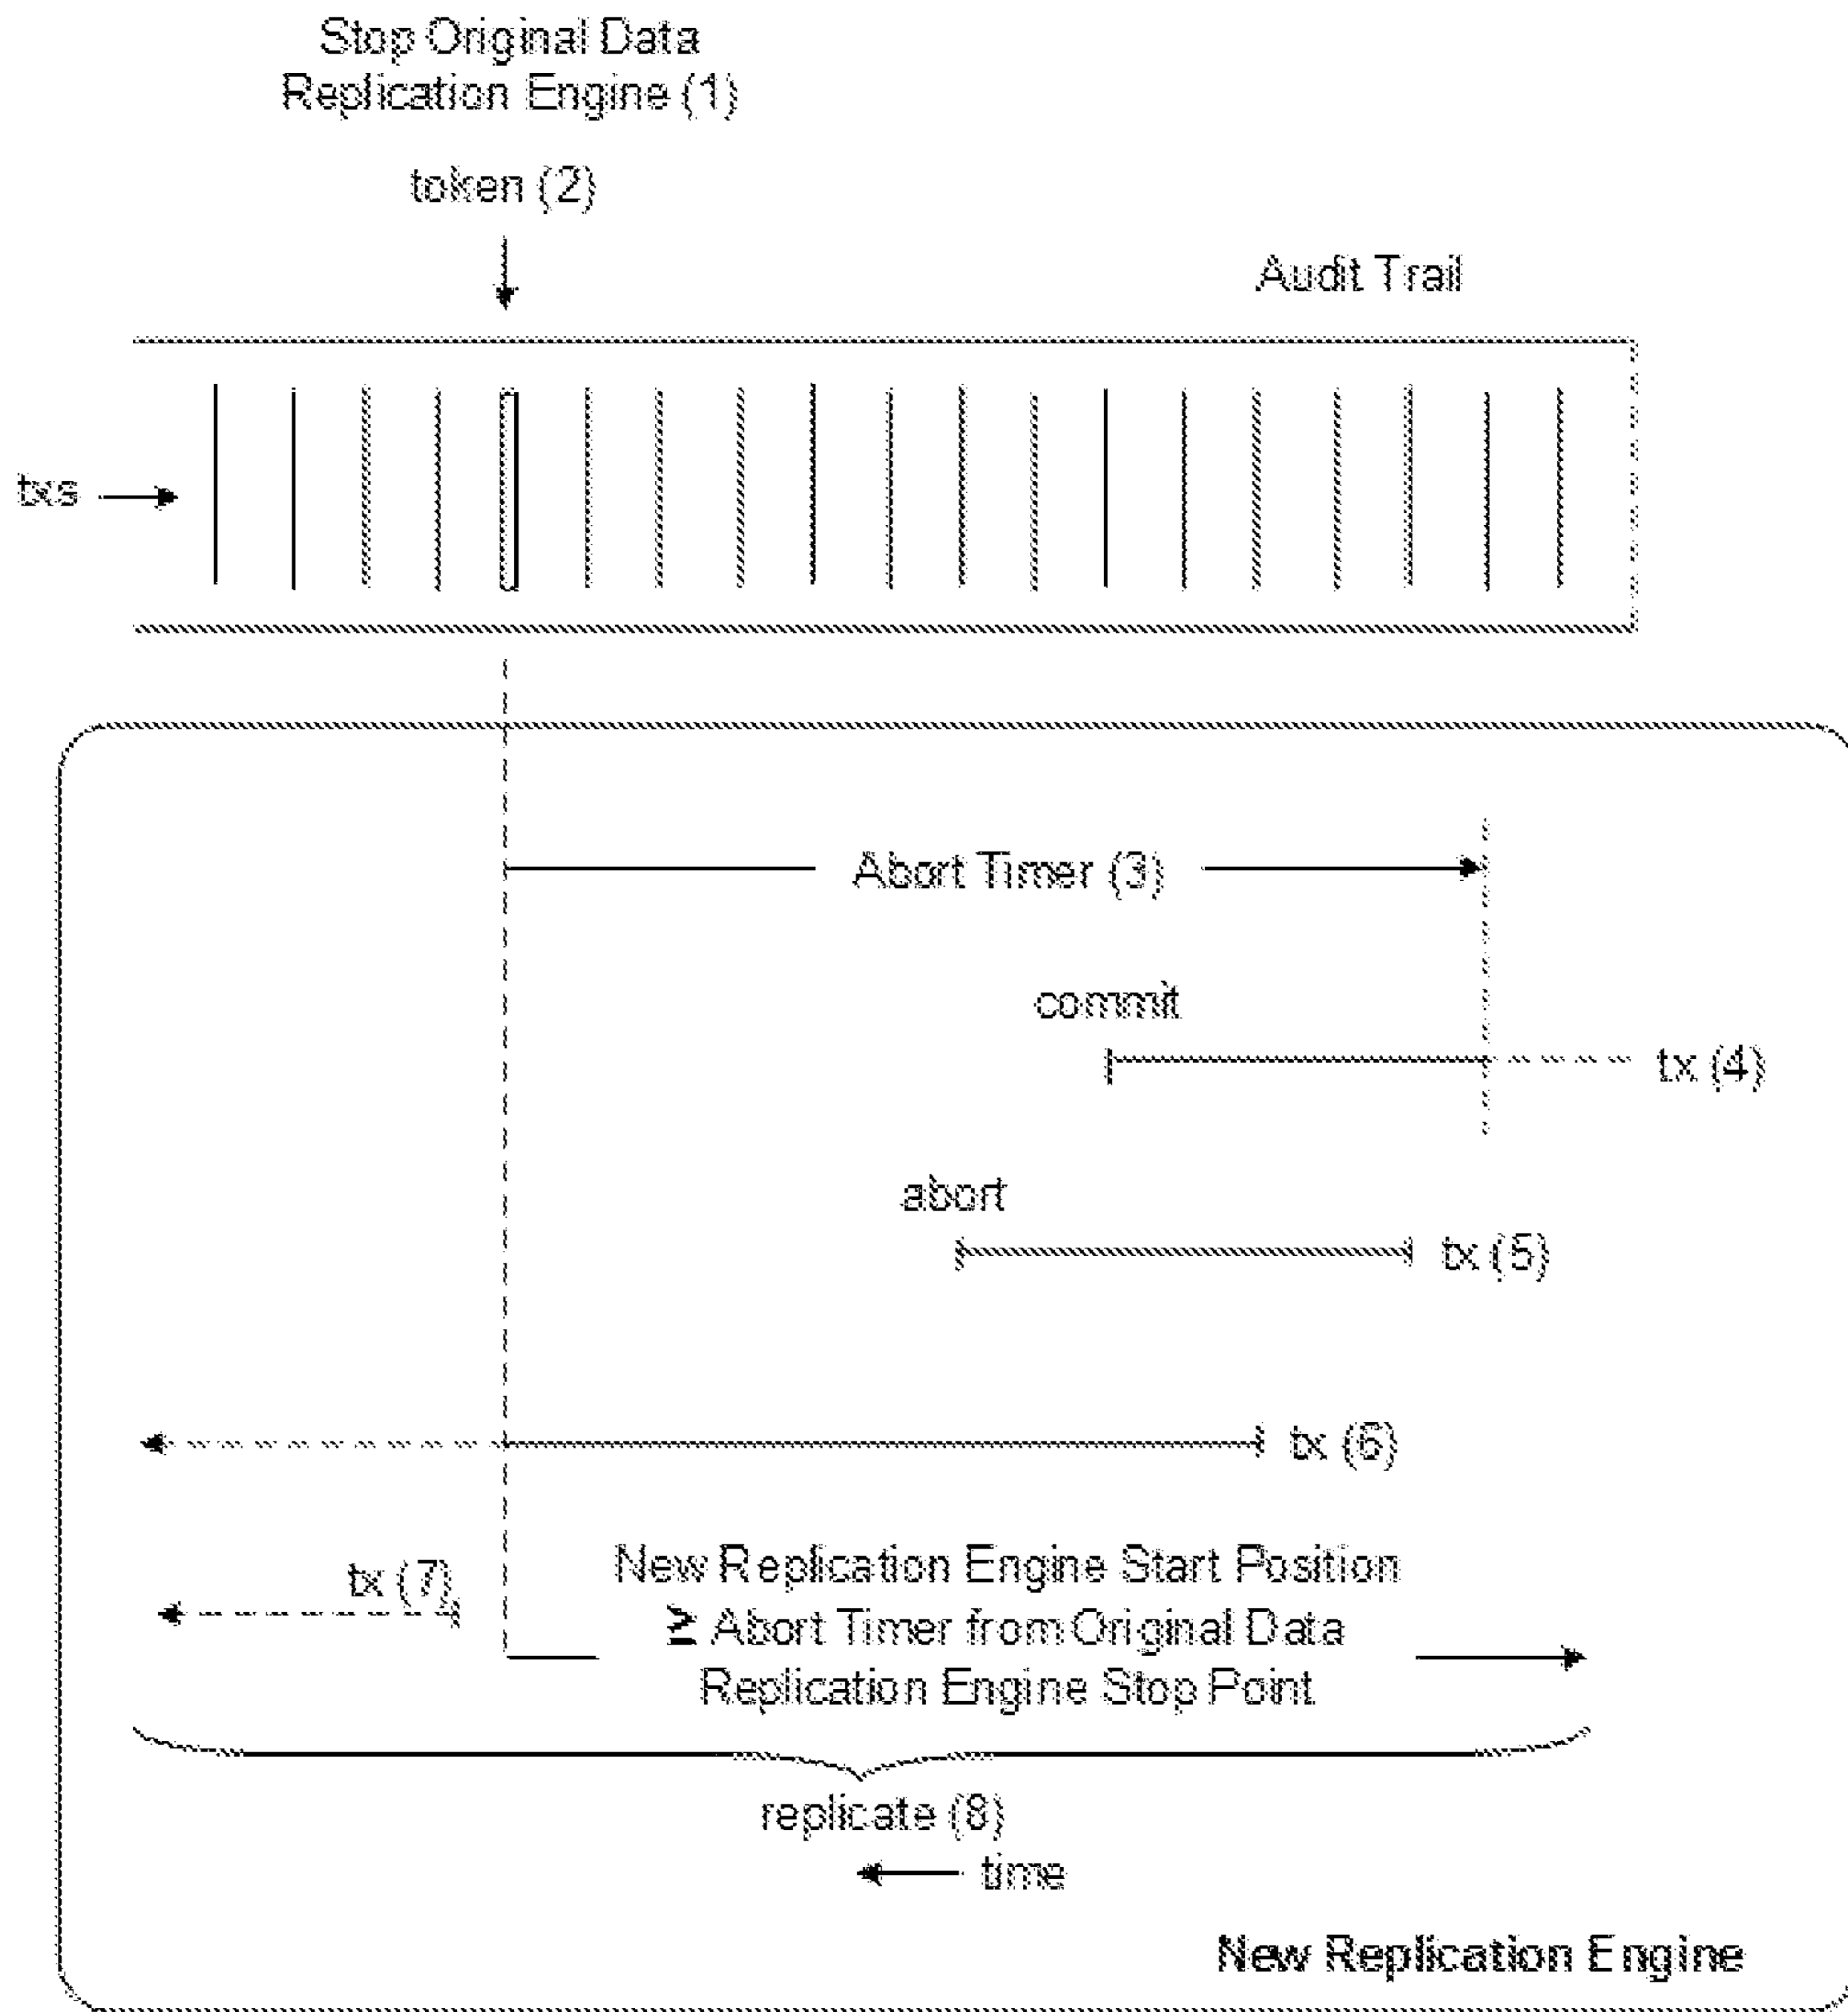 Stop Original Data
Replication Engine (1)
token (2)
Audit Trail
txs
Abort Timer (3)
commit
tx (4)
abort
tx (5)
tx (6)
tx (7)
New Replication Engine Start Position
≥ Abort Timer from Original Data
Replication Engine Stop Point
replicate (8)
time
New Replication Engine